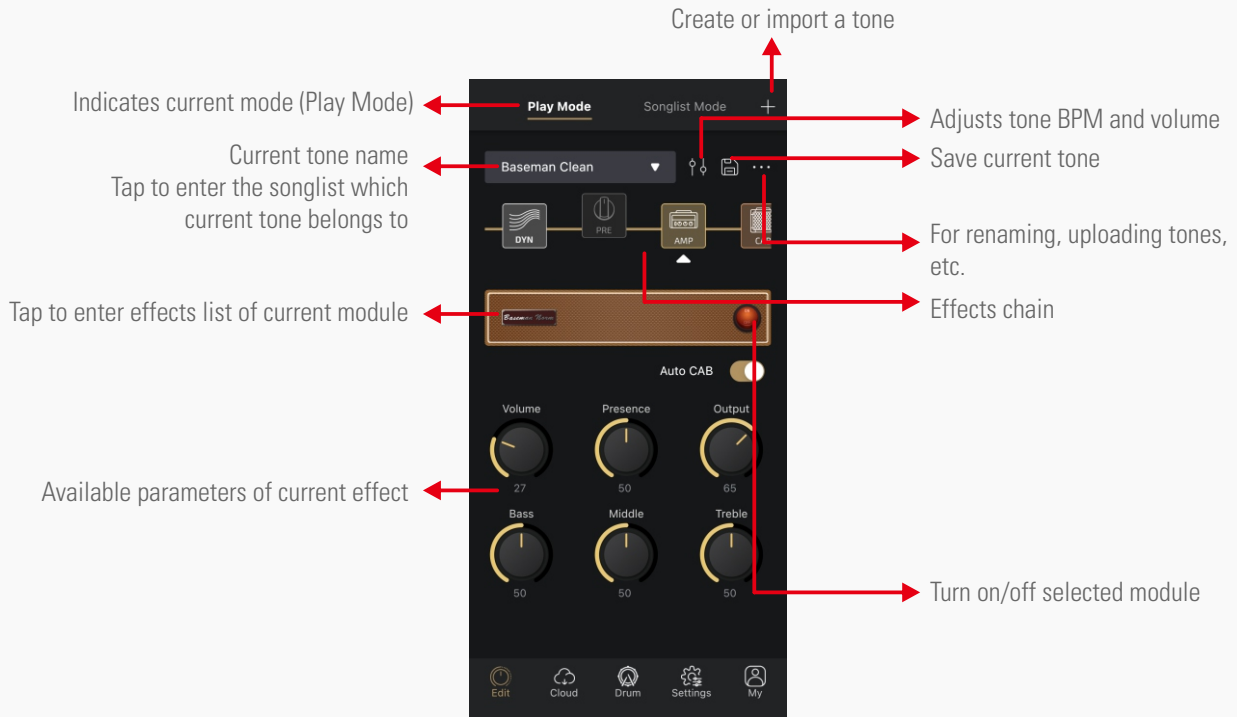 Create or import a tone
Indicates current mode (Play Mode)
Play Mode
Songlist Mode
Adjusts tone BPM and volume
Current tone name
Tap to enter the songlist which
current tone belongs to
Baseman Clean
Save current tone
DYN
PRE
AMP
CAB
For renaming, uploading tones,
etc.
Effects chain
Tap to enter effects list of current module
Baseman Norm
Auto CAB
Volume
Presence
Output
27
50
65
Available parameters of current effect
Bass
Middle
Treble
50
50
50
Turn on/off selected module
Edit
Cloud
Drum
Settings
My